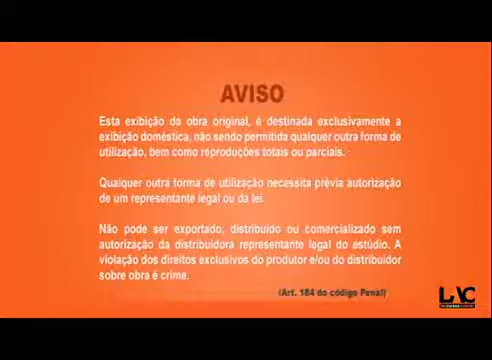 AVISO
Esta exibição da obra original, é destinada exclusivamente a
exibição doméstica, não sendo permitida qualquer outra forma de
utilização, bem como reproduções totais ou parciais.
Qualquer outra forma de utilização necessita prévia autorização
de um representante legal ou da lei.
Não pode ser exportado, distribuído ou comercializado sem
autorização da distribuidora representante legal do estúdio. A
violação dos direitos exclusivos do produtor e/ou do distribuidor
sobre obra é crime.
(Art. 184 do código Penal)